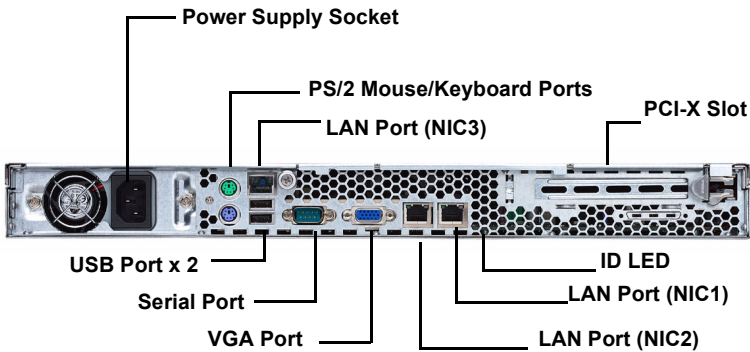 Power Supply Socket
PS/2 Mouse/Keyboard Ports
PCI-X Slot
LAN Port (NIC3)
USB Port x 2
ID LED
Serial Port
LAN Port (NIC1)
VGA Port
LAN Port (NIC2)